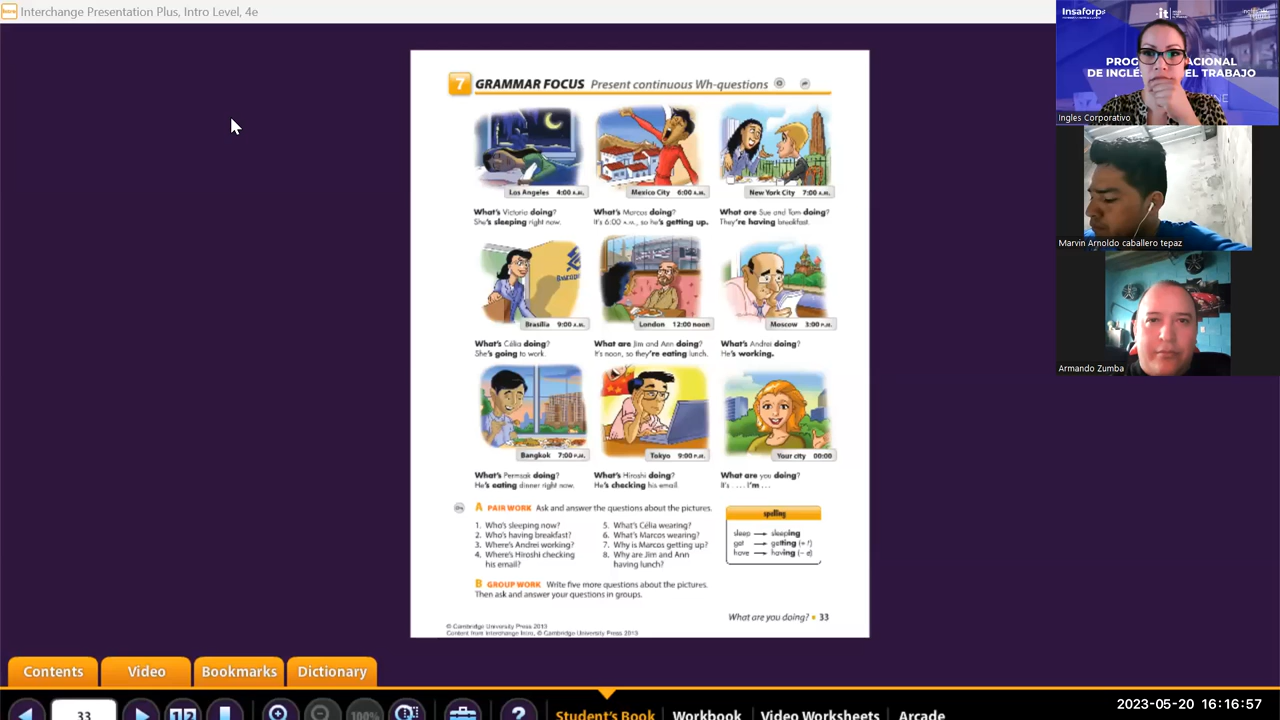 Interchange Presentation Plus, Intro Level, 4e
7 GRAMMAR FOCUS Present continuous Wh-questions
Los Angeles 4:00 A.M.
Mexico City 6:00 A.M.
New York City 7:00 A.M.
What's Victoria doing?
She's sleeping right now.
What's Marcos doing?
It's 6:00 A.M., so he's getting up.
What are Sue and Tom doing?
They're having breakfast.
Brasília 9:00 A.M.
London 12:00 noon
Moscow 3:00 P.M.
What's Célia doing?
She's going to work.
What are Jim and Ann doing?
It's noon, so they're eating lunch.
What's Andrei doing?
He's working.
Bangkok 7:00 P.M.
Tokyo 9:00 P.M.
Your city 00:00
What's Permsak doing?
He's eating dinner right now.
What's Hiroshi doing?
He's checking his email.
What are you doing?
It's .... I'm ...
A PAIR WORK Ask and answer the questions about the pictures.
1. Who's sleeping now?
2. Who's having breakfast?
3. Where's Andrei working?
4. Where's Hiroshi checking
his email?
5. What's Célia wearing?
6. What's Marcos wearing?
7. Why is Marcos getting up?
8. Why are Jim and Ann
having lunch?
spelling
sleep → sleeping
get → getting (+ t)
have → having (– e)
B GROUP WORK Write five more questions about the pictures.
Then ask and answer your questions in groups.
What are you doing? • 33
© Cambridge University Press 2013
Content from Interchange Intro, © Cambridge University Press 2013
Contents
Video
Bookmarks
Dictionary
33
100%
Student's Book
Workbook
Video Worksheets
Arcade
Insaforp
Ingles Corporativo
Marvin Arnoldo caballero tepaz
Armando Zumba
2023-05-20 16:16:57